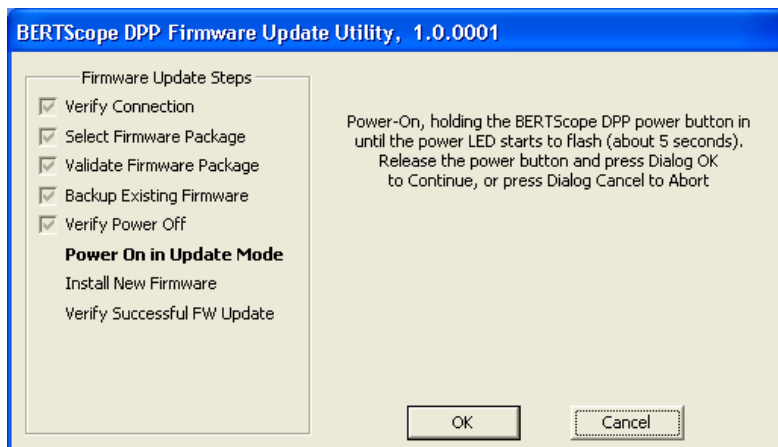 BERTScope DPP Firmware Update Utility, 1.0.0001
Firmware Update Steps
Verify Connection
Select Firmware Package
Validate Firmware Package
Backup Existing Firmware
Verify Power Off
Power On in Update Mode
Install New Firmware
Verify Successful FW Update
Power-On, holding the BERTScope DPP power button in
until the power LED starts to flash (about 5 seconds).
Release the power button and press Dialog OK
to Continue, or press Dialog Cancel to Abort
OK
Cancel